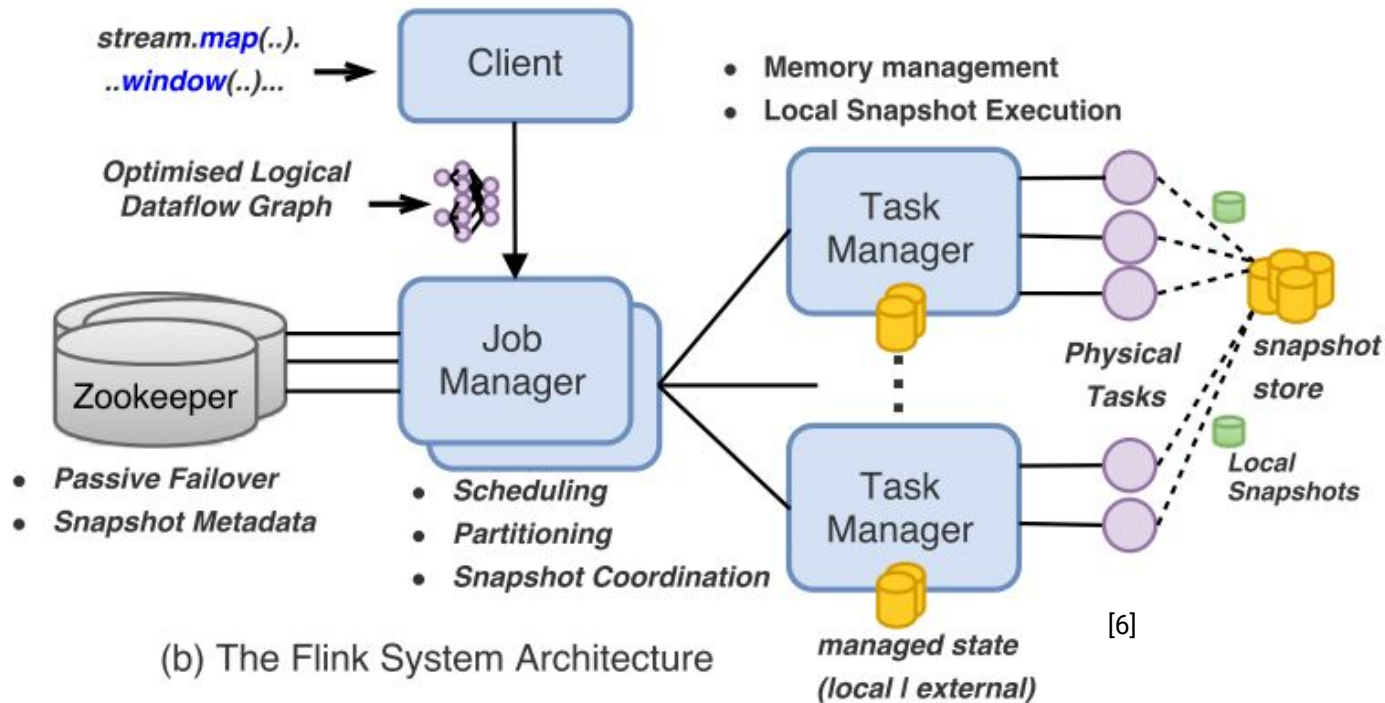 stream.map(..).
..window(..)...
Client
• Memory management
• Local Snapshot Execution
Optimised Logical
Dataflow Graph
Task
Manager
Zookeeper
Job
Manager
Physical
Tasks
snapshot
store
• Passive Failover
• Snapshot Metadata
• Scheduling
• Partitioning
• Snapshot Coordination
Task
Manager
Local
Snapshots
managed state
(local | external)
[6]
(b) The Flink System Architecture